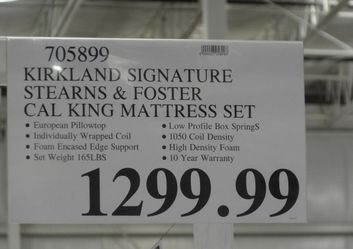 705899
KIRKLAND SIGNATURE
STEARNS & FOSTER
CAL KING MATTRESS SET
• European Pillowtop
• Individually Wrapped Coil
• Foam Encased Edge Support
• Set Weight 165LBS
• Low Profile Box SpringS
• 1050 Coil Density
• High Density Foam
• 10 Year Warranty
1299.99